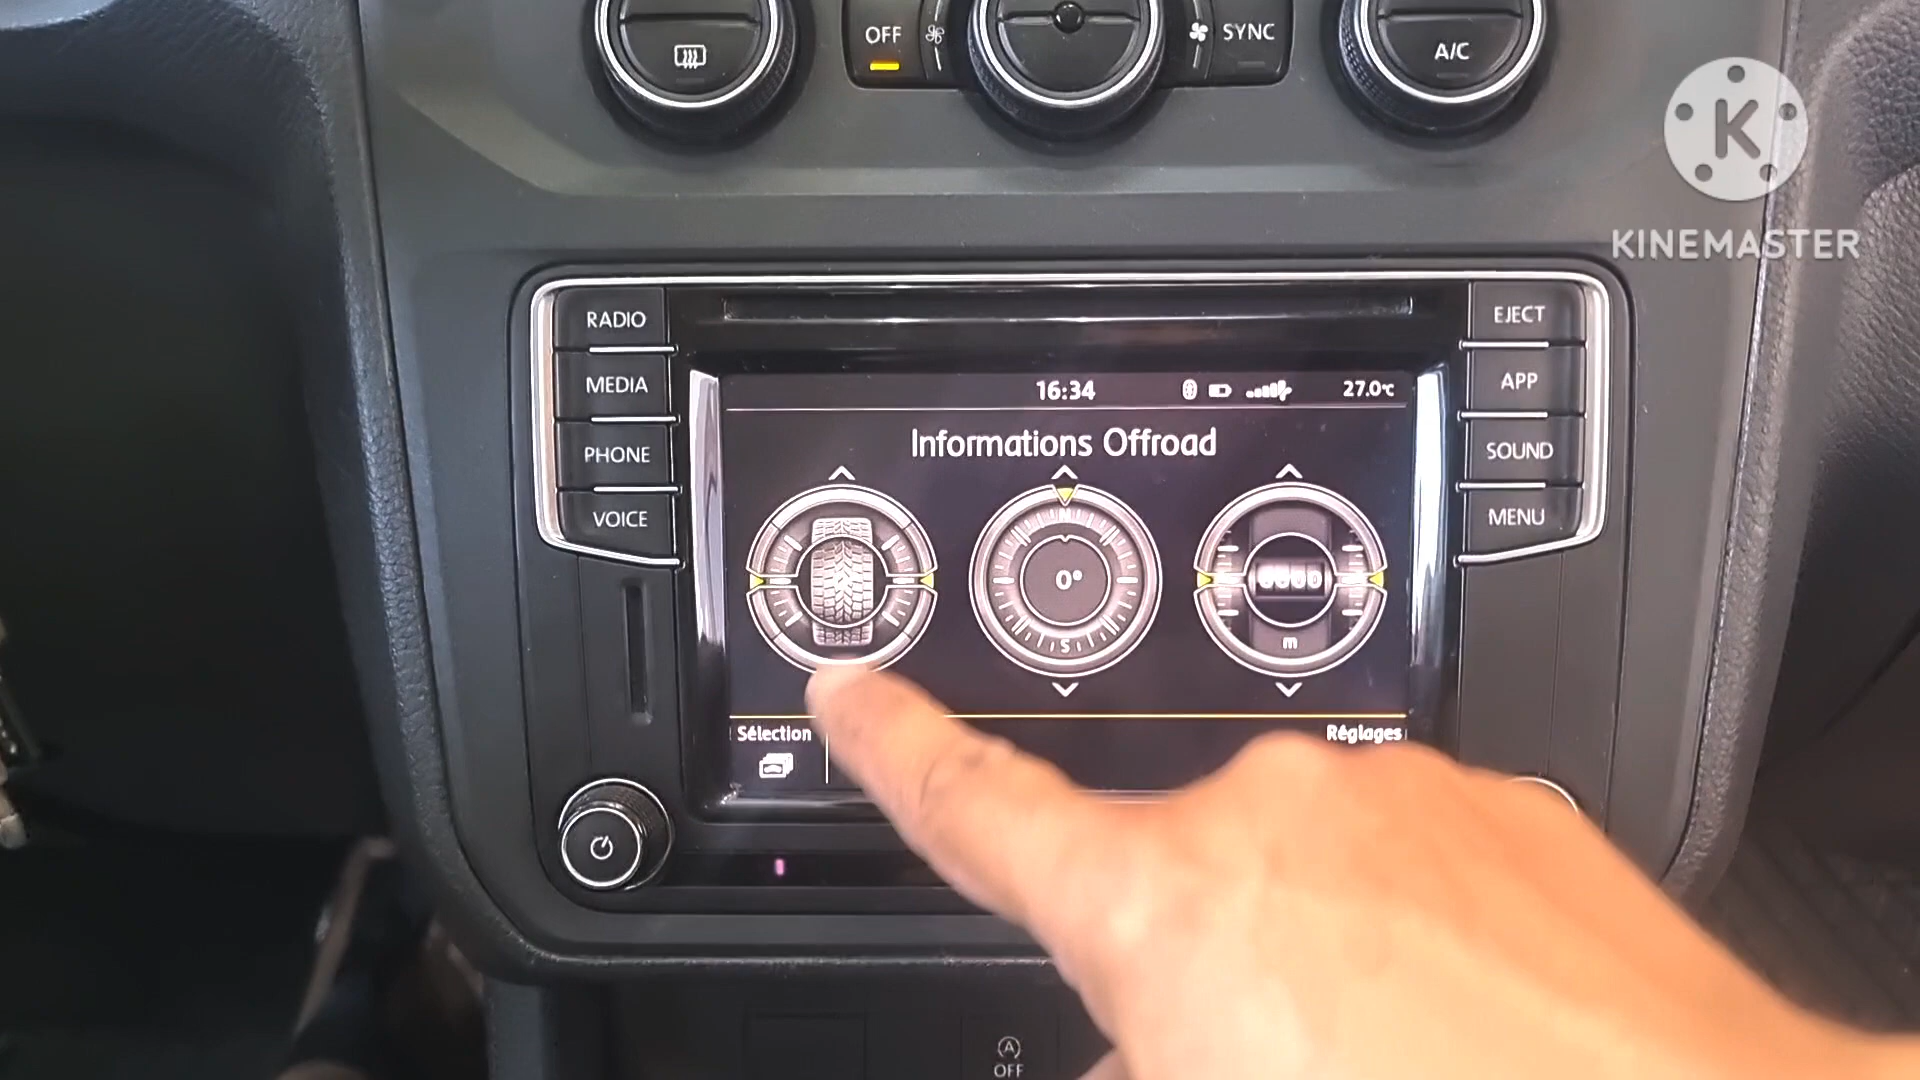 OFF
SYNC
A/C
K
KINEMASTER
RADIO
MEDIA
PHONE
VOICE
EJECT
APP
SOUND
MENU
16:34
27.0°C
Informations Offroad
N
0°
S
m
Sélection
Réglages
A
OFF